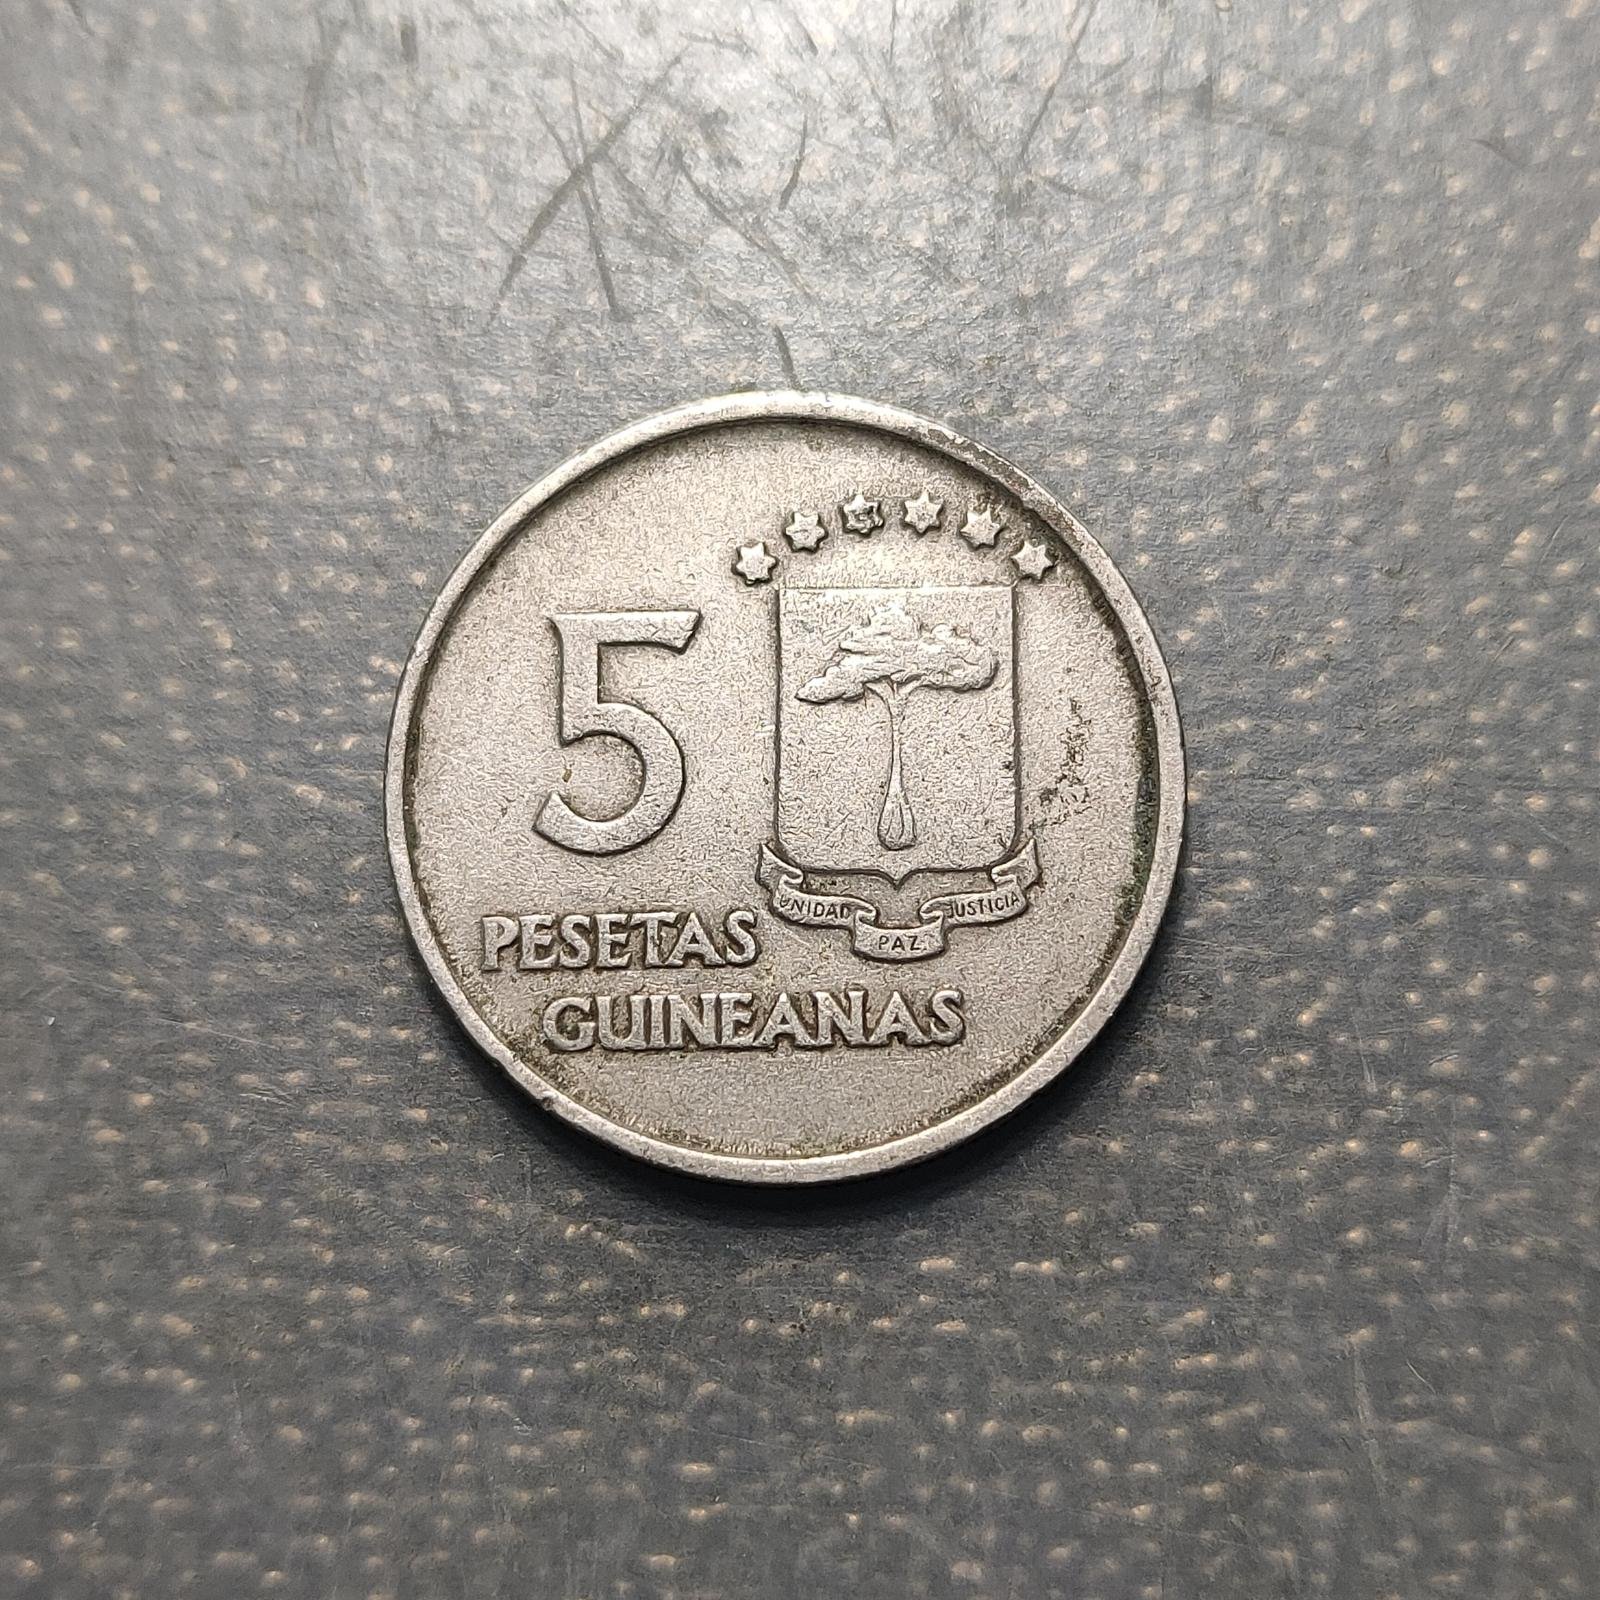 5
PESETAS
GUINEANAS
UNIDAD PAZ JUSTICIA